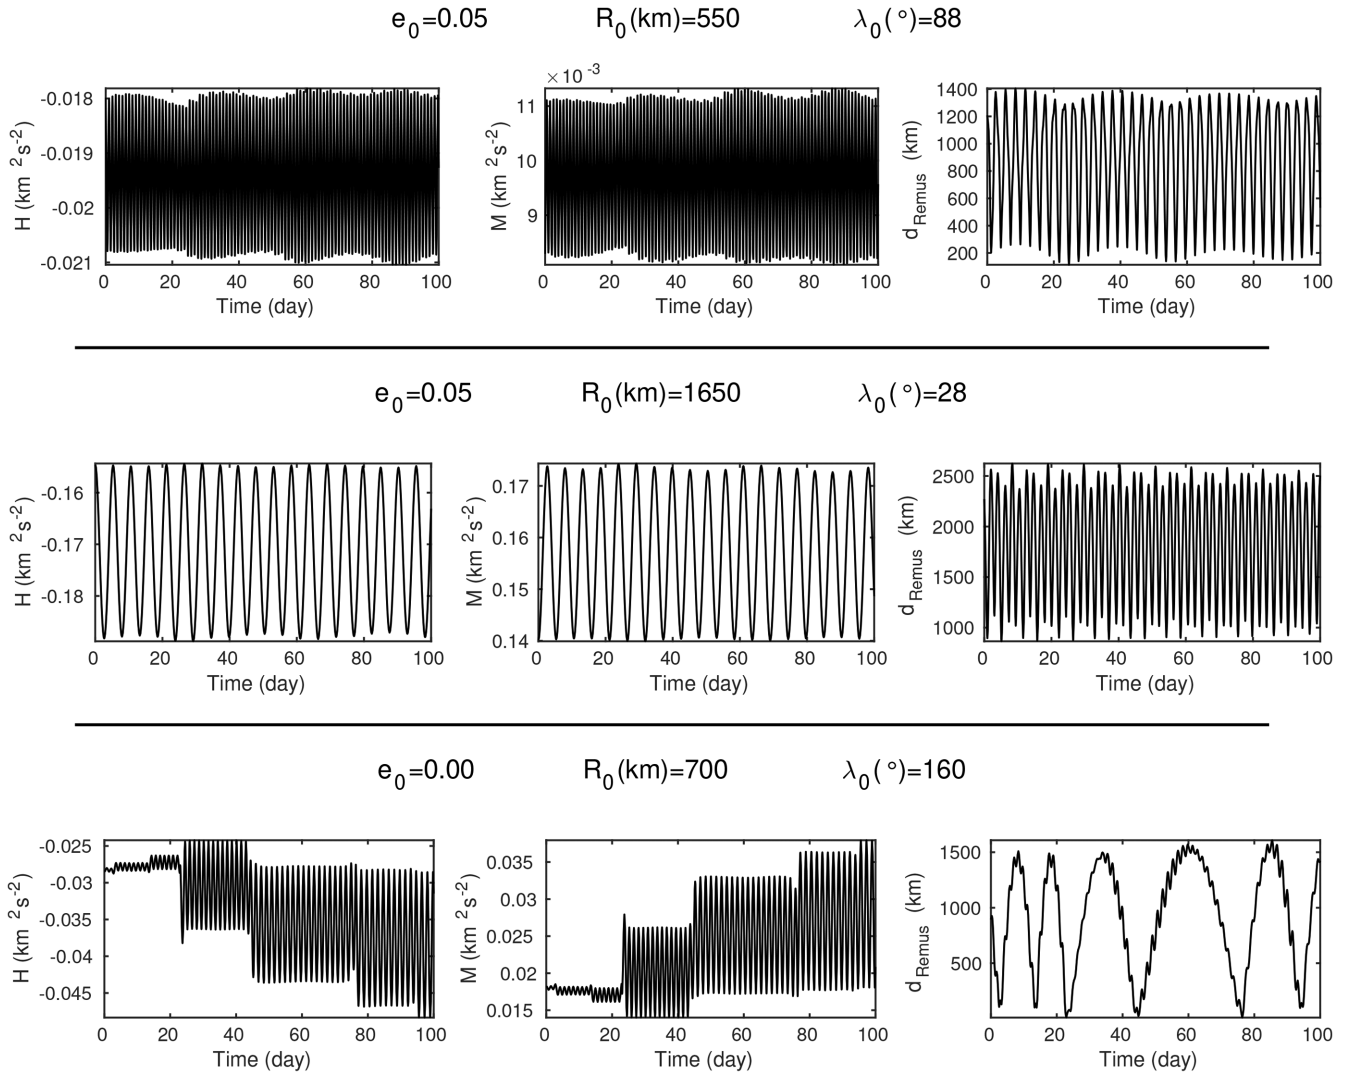 e0=0.05 R0(km)=550 λ0(°)=88
×10-3
-0.018 11 1400
-0.019 10 1200
-0.02 9 1000
-0.021 800
600
400
200
H (km 2s-2) M (km 2s-2) dRemus (km)
0 20 40 60 80 100 0 20 40 60 80 100 0 20 40 60 80 100
Time (day) Time (day) Time (day)
e0=0.05 R0(km)=1650 λ0(°)=28
-0.16 0.17 2500
-0.17 0.16 2000
-0.18 0.15 1500
0.14 1000
H (km 2s-2) M (km 2s-2) dRemus (km)
0 20 40 60 80 100 0 20 40 60 80 100 0 20 40 60 80 100
Time (day) Time (day) Time (day)
e0=0.00 R0(km)=700 λ0(°)=160
-0.025 0.035 1500
-0.03 0.03 1000
-0.035 0.025 500
-0.04 0.02
-0.045 0.015
H (km 2s-2) M (km 2s-2) dRemus (km)
0 20 40 60 80 100 0 20 40 60 80 100 0 20 40 60 80 100
Time (day) Time (day) Time (day)